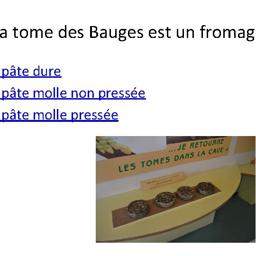 a tome des Bauges est un fromag
pâte dure
pâte molle non pressée
pâte molle pressée
...JE RETOURNE
LES TOMES DANS LA CAVE